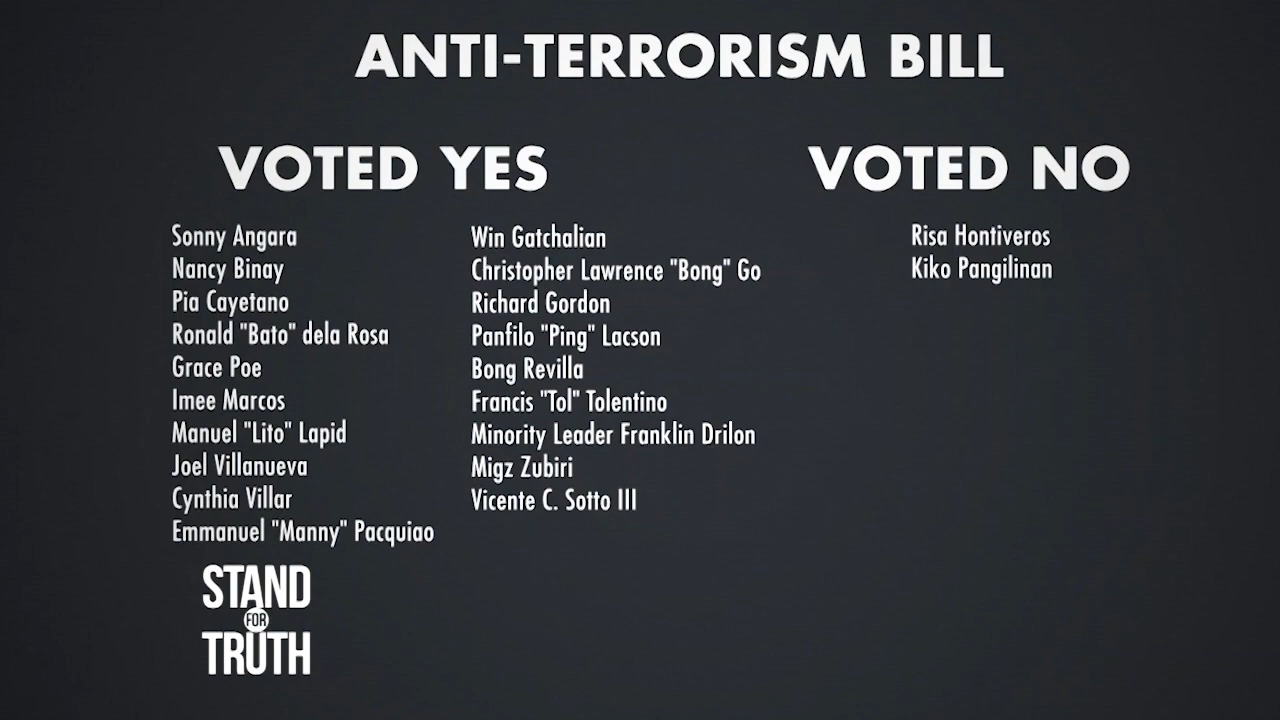 ANTI-TERRORISM BILL
VOTED YES
Sonny Angara
Nancy Binay
Pia Cayetano
Ronald "Bato" dela Rosa
Grace Poe
Imee Marcos
Manuel "Lito" Lapid
Joel Villanueva
Cynthia Villar
Emmanuel "Manny" Pacquiao
Win Gatchalian
Christopher Lawrence "Bong" Go
Richard Gordon
Panfilo "Ping" Lacson
Bong Revilla
Francis "Tol" Tolentino
Minority Leader Franklin Drilon
Migz Zubiri
Vicente C. Sotto III
VOTED NO
Risa Hontiveros
Kiko Pangilinan
STAND
FOR
TRUTH